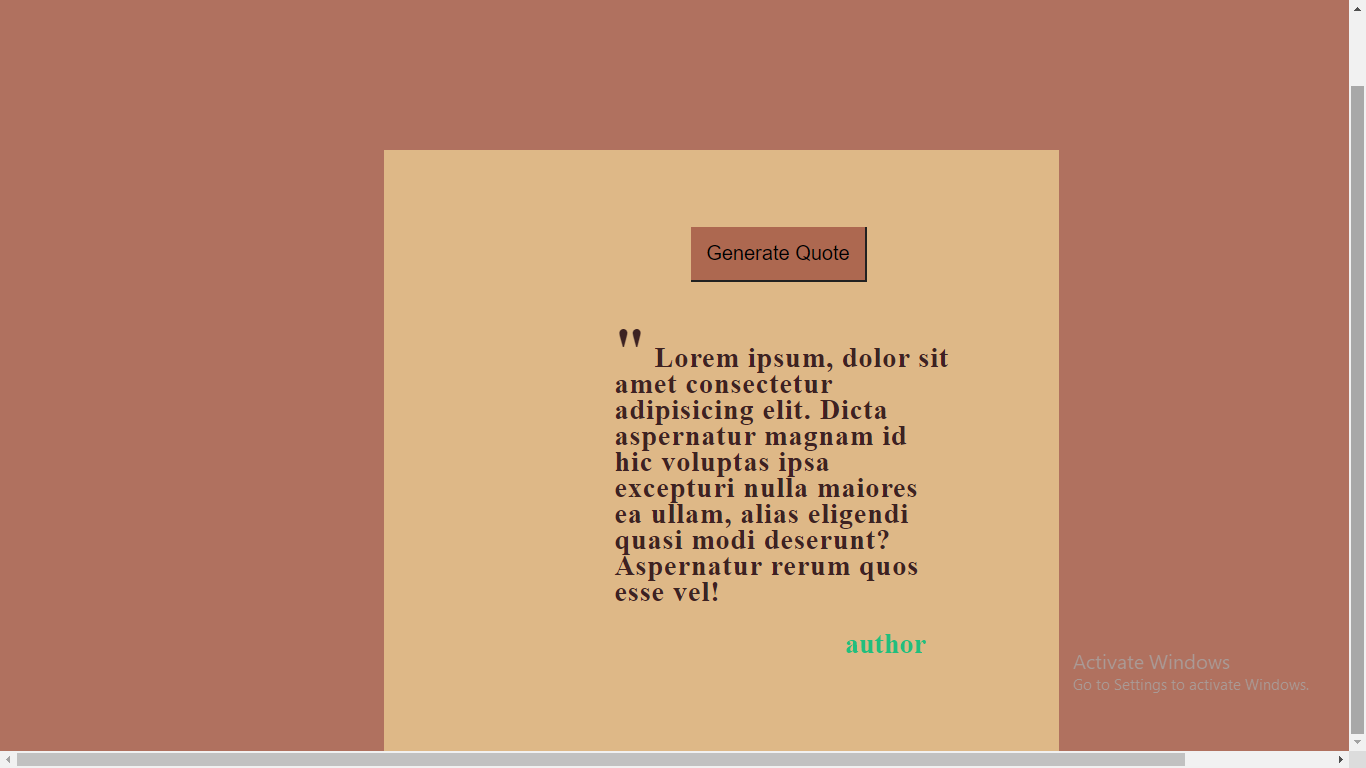 Generate Quote
" Lorem ipsum, dolor sit
amet consectetur
adipisicing elit. Dicta
aspernatur magnam id
hic voluptas ipsa
excepturi nulla maiores
ea ullam, alias eligendi
quasi modi deserunt?
Aspernatur rerum quos
esse vel!
author
Activate Windows
Go to Settings to activate Windows.